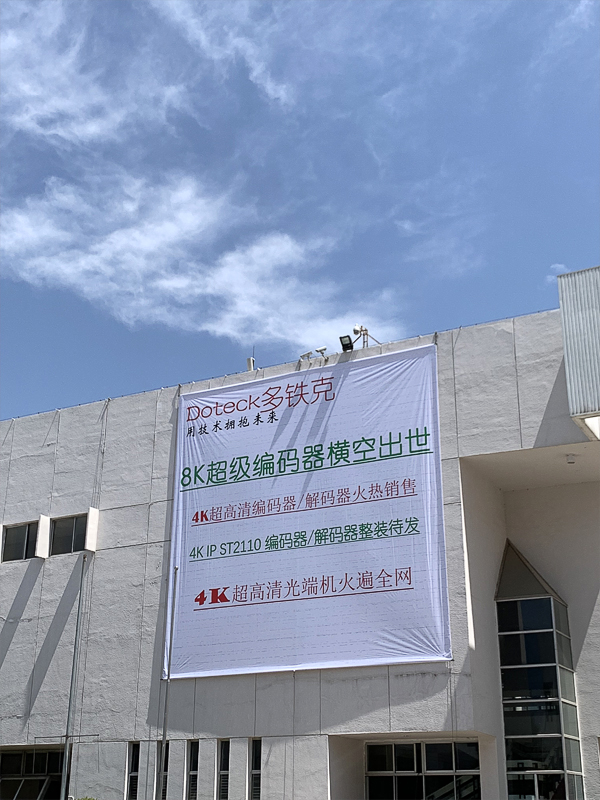 Doteck多铁克
用技术拥抱未来
8K超级编码器横空出世
4K超高清编码器/解码器火热销售
4K IP ST2110 编码器/解码器整装待发
4K超高清光端机火遍全网